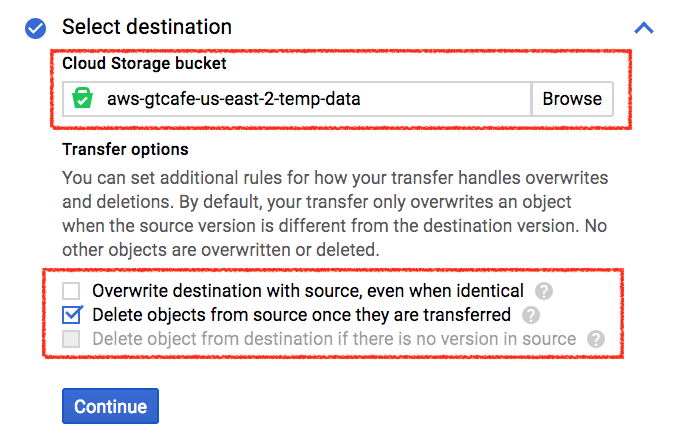 Select destination
Cloud Storage bucket
aws-gtcafe-us-east-2-temp-data Browse
Transfer options
You can set additional rules for how your transfer handles overwrites
and deletions. By default, your transfer only overwrites an object
when the source version is different from the destination version. No
other objects are overwritten or deleted.
Overwrite destination with source, even when identical ?
Delete objects from source once they are transferred ?
Delete object from destination if there is no version in source ?
Continue